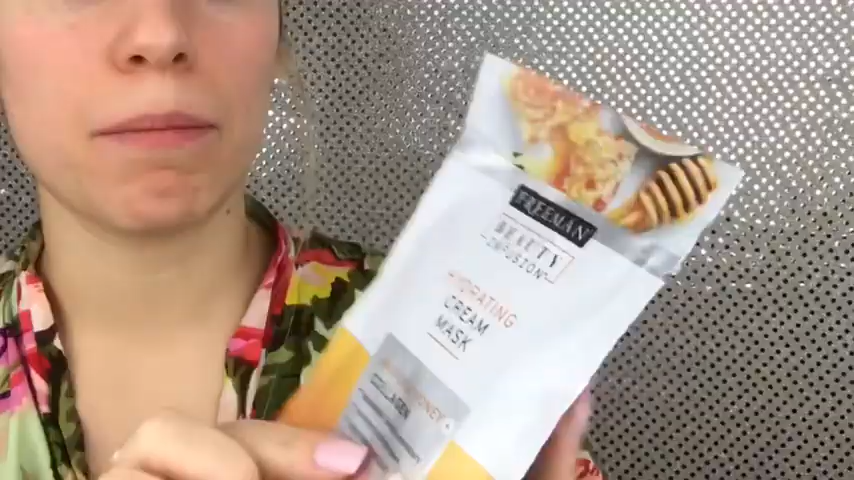 FREEMAN
BEAUTY
INFUSION
HYDRATING
CREAM
MASK
HONEY +
COLLAGEN